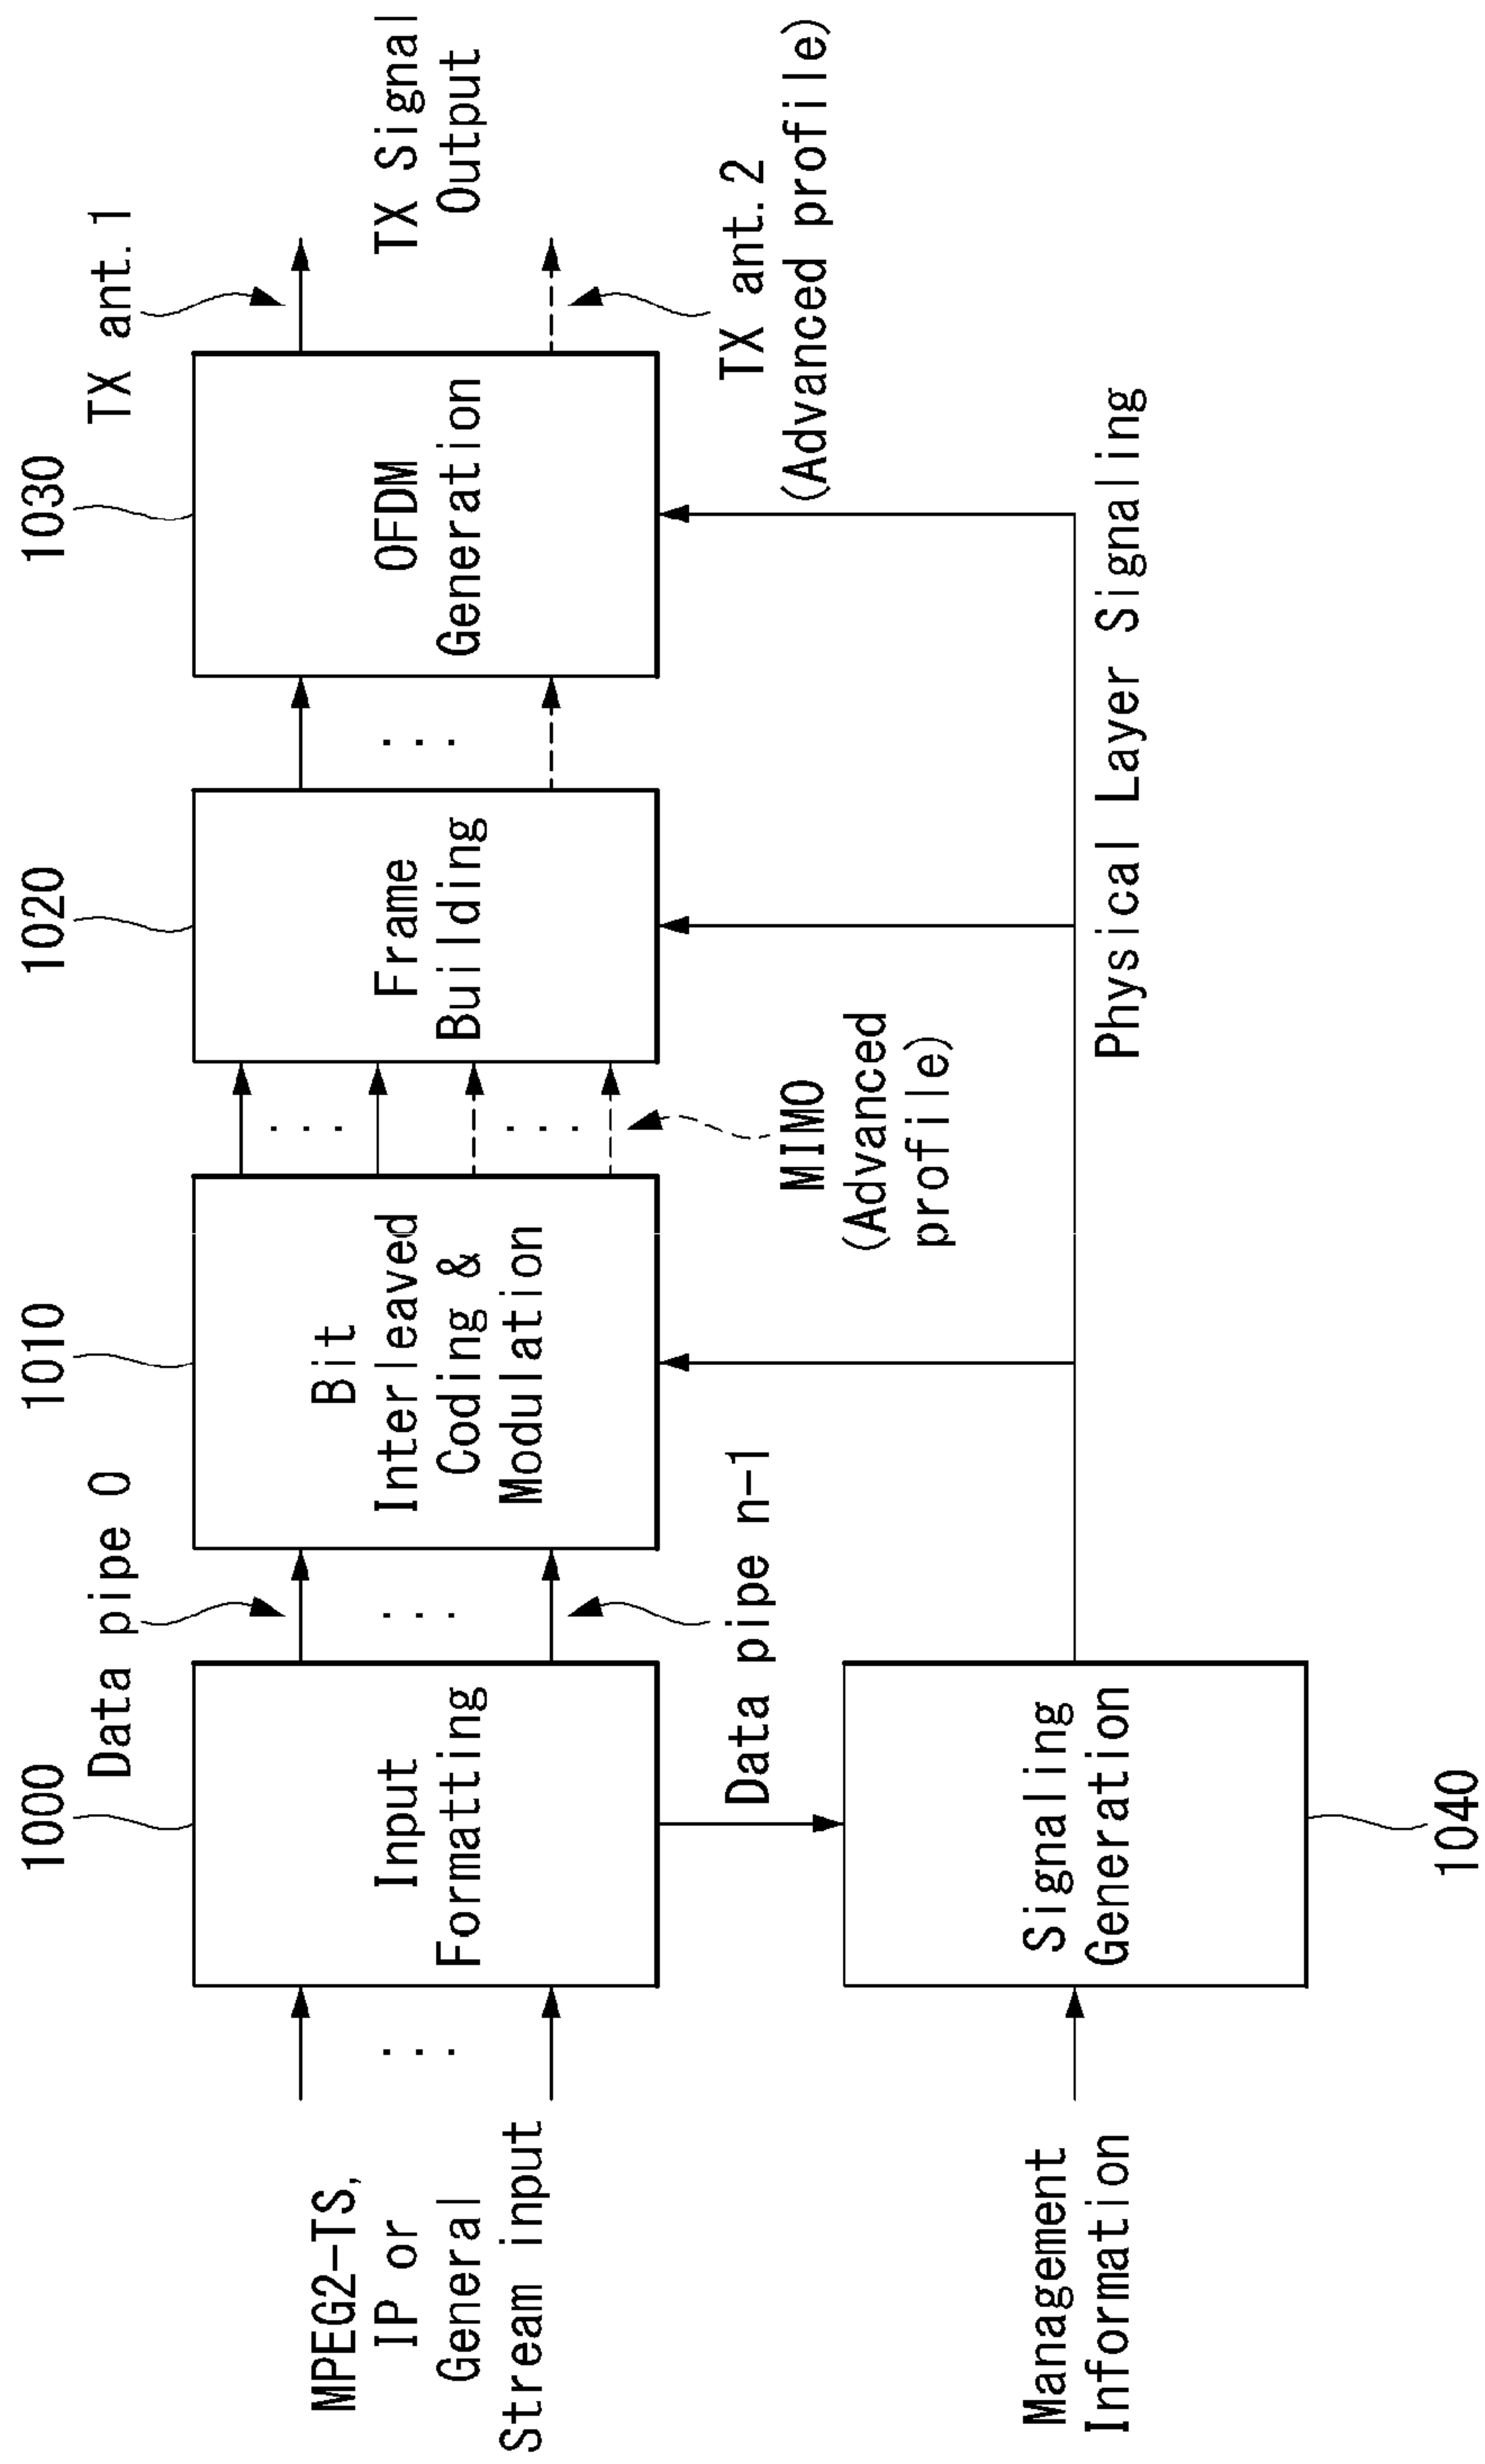 1000
1010
1020
1030
Data pipe 0
TX ant.1
MPEG2-TS,
IP or
General
Stream input
Input
Formatting
Bit
Interleaved
Coding &
Modulation
Frame
Building
OFDM
Generation
TX Signal
Output
Data pipe n-1
MIMO
(Advanced
profile)
TX ant.2
(Advanced profile)
Management
Information
Signaling
Generation
Physical Layer Signaling
1040